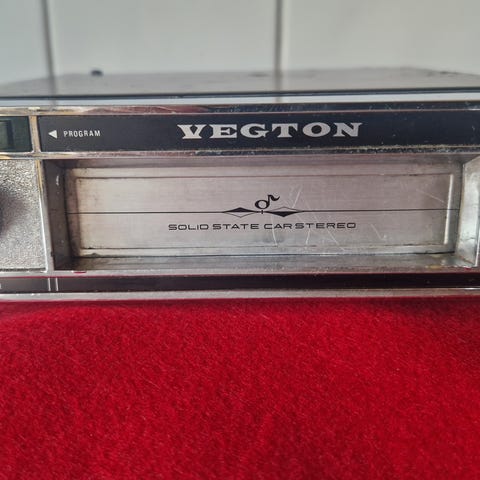 ◀ PROGRAM
VEGTON
SOLID STATE CAR STEREO